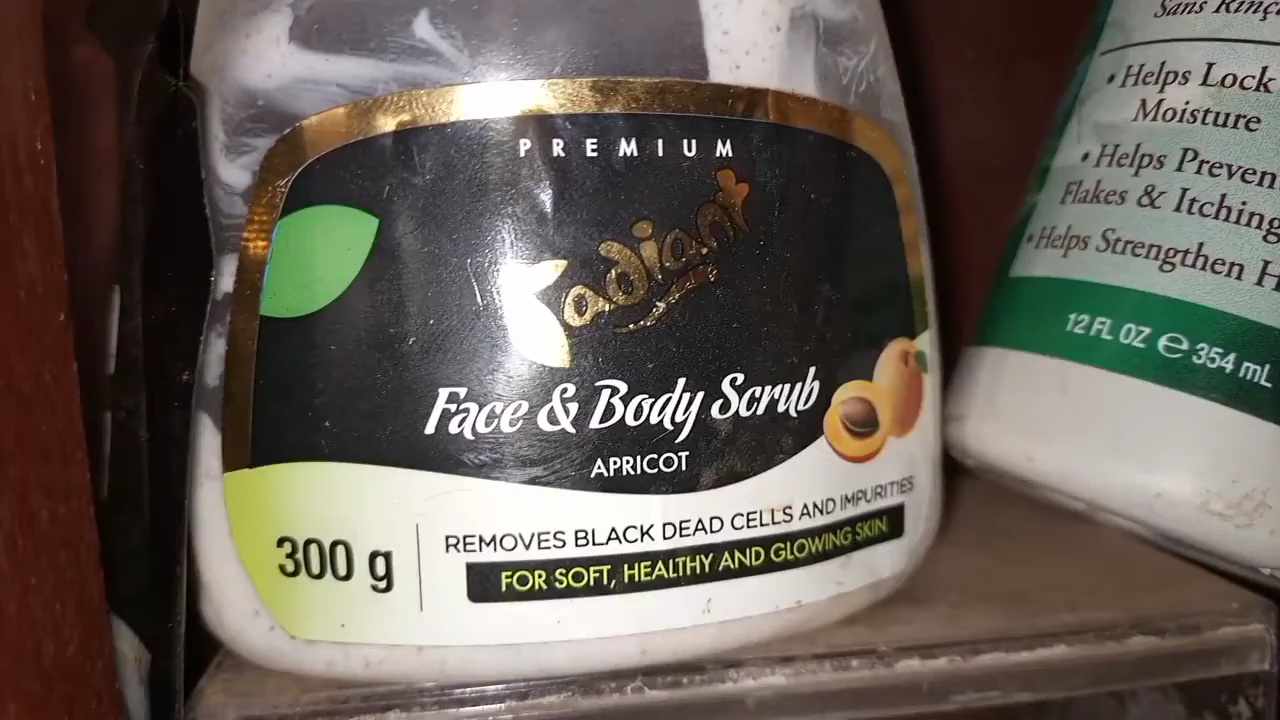 PREMIUM
Radiant
Face & Body Scrub
APRICOT
300 g
REMOVES BLACK DEAD CELLS AND IMPURITIES
FOR SOFT, HEALTHY AND GLOWING SKIN
Sans
• Helps Lock
Moisture
• Helps
Flakes & Itching
• Helps Strengthen
12 FL OZ ℮ 354 mL